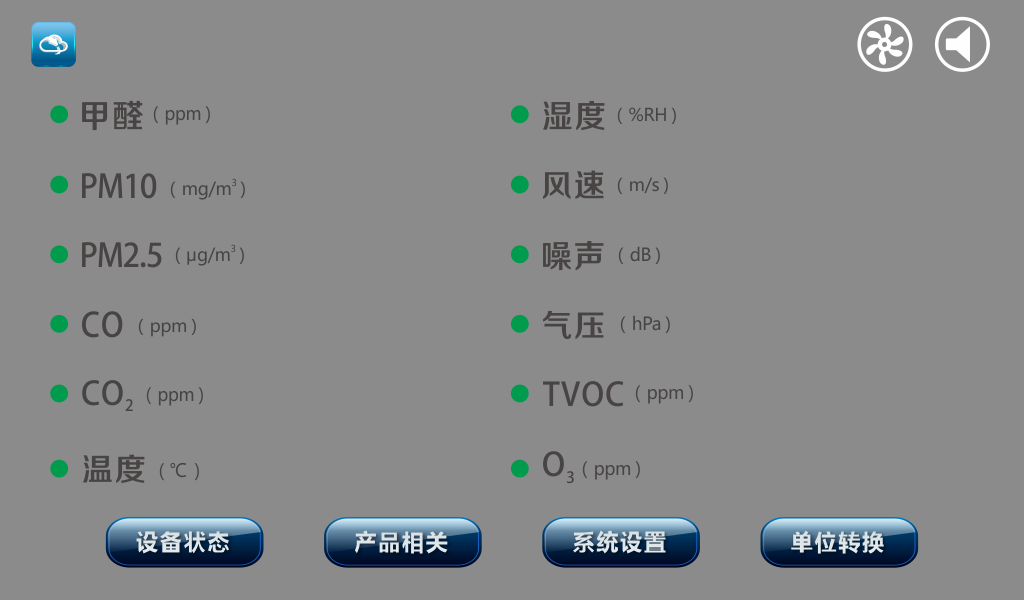 甲醛 ( ppm )
湿度 ( %RH )
PM10 ( mg/m³ )
风速 ( m/s )
PM2.5 ( μg/m³ )
噪声 ( dB )
CO ( ppm )
气压 ( hPa )
CO₂ ( ppm )
TVOC ( ppm )
温度 ( ℃ )
O₃ ( ppm )
设备状态 产品相关 系统设置 单位转换